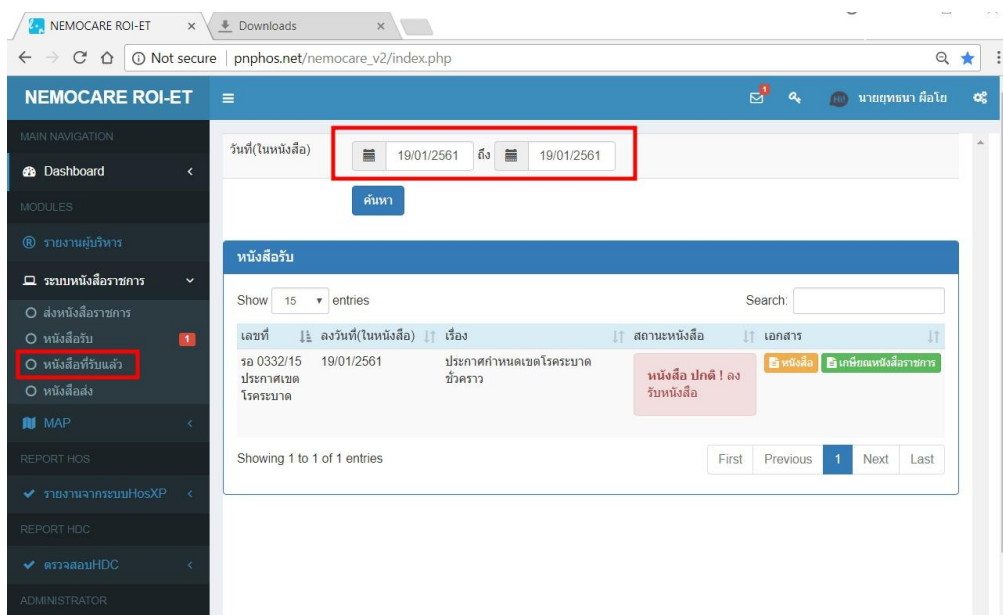 NEMOCARE ROI-ET
Downloads
Not secure
pnphos.net/nemocare_v2/index.php
NEMOCARE ROI-ET
1
นายยุทธนา ผือโย
MAIN NAVIGATION
Dashboard
MODULES
รายงานผู้บริหาร
ระบบหนังสือราชการ
ส่งหนังสือราชการ
หนังสือรับ
1
หนังสือที่รับแล้ว
หนังสือส่ง
MAP
REPORT HOS
รายงานจากระบบHosXP
REPORT HDC
ตรวจสอบHDC
ADMINISTRATOR
วันที่(ในหนังสือ)
19/01/2561 ถึง 19/01/2561
ค้นหา
หนังสือรับ
Show 15 entries
Search:
เลขที่ ลงวันที่(ในหนังสือ) เรื่อง สถานะหนังสือ เอกสาร
รอ 0332/15
ประกาศเขต
โรคระบาด
19/01/2561
ประกาศกำหนดเขตโรคระบาด
ชั่วคราว
หนังสือ ปกติ ! ลง
รับหนังสือ
หนังสือ
เกษียณหนังสือราชการ
Showing 1 to 1 of 1 entries
First Previous 1 Next Last